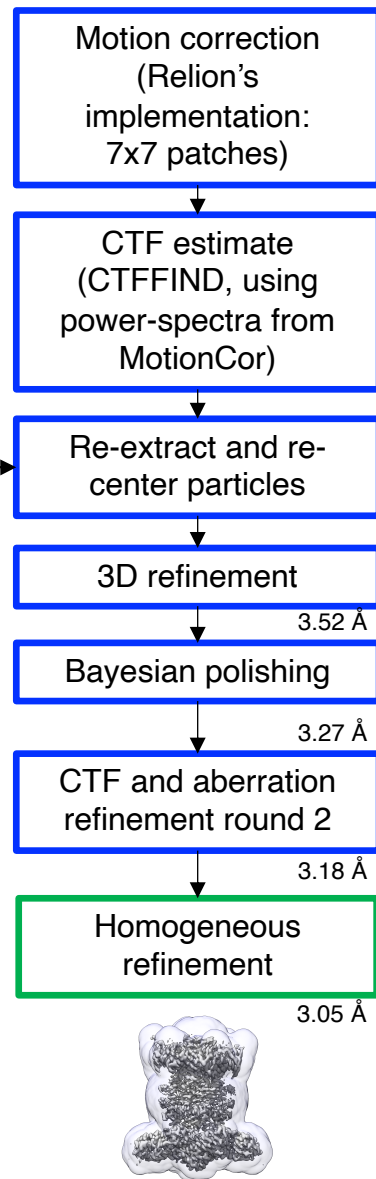 Motion correction
(Relion's
implementation:
7x7 patches)
CTF estimate
(CTFFIND, using
power-spectra from
MotionCor)
Re-extract and re-
center particles
3D refinement
3.52 Å
Bayesian polishing
3.27 Å
CTF and aberration
refinement round 2
3.18 Å
Homogeneous
refinement
3.05 Å